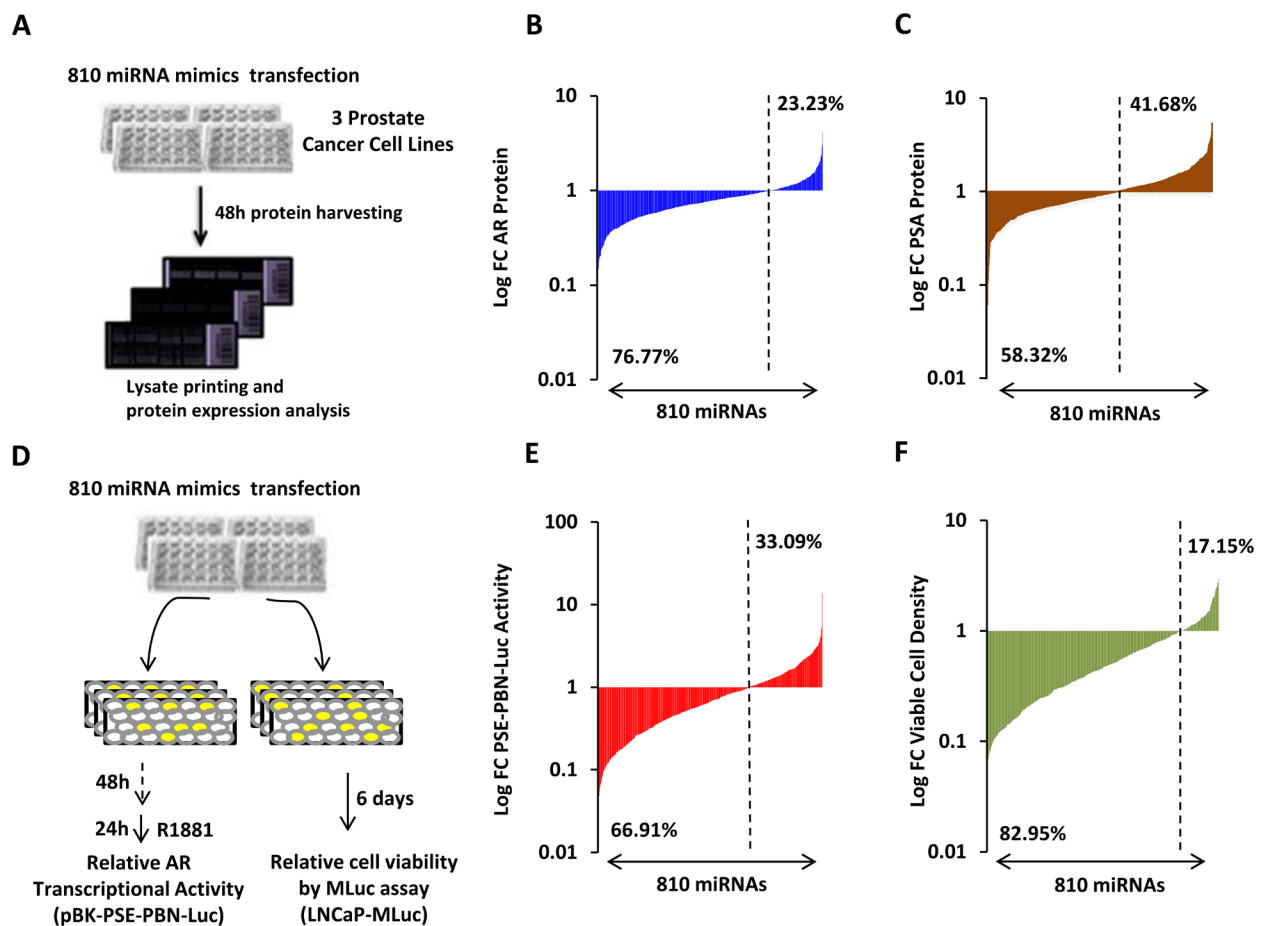 A
810 miRNA mimics transfection
3 Prostate
Cancer Cell Lines
48h protein harvesting
Lysate printing and
protein expression analysis
B
Log FC AR Protein
10
1
0.1
0.01
23.23%
76.77%
810 miRNAs
C
Log FC PSA Protein
10
1
0.1
0.01
41.68%
58.32%
810 miRNAs
D
810 miRNA mimics transfection
48h
24h R1881
Relative AR
Transcriptional Activity
(pBK-PSE-PBN-Luc)
6 days
Relative cell viability
by MLuc assay
(LNCaP-MLuc)
E
Log FC PSE-PBN-Luc Activity
100
10
1
0.1
0.01
33.09%
66.91%
810 miRNAs
F
Log FC Viable Cell Density
10
1
0.1
0.01
17.15%
82.95%
810 miRNAs